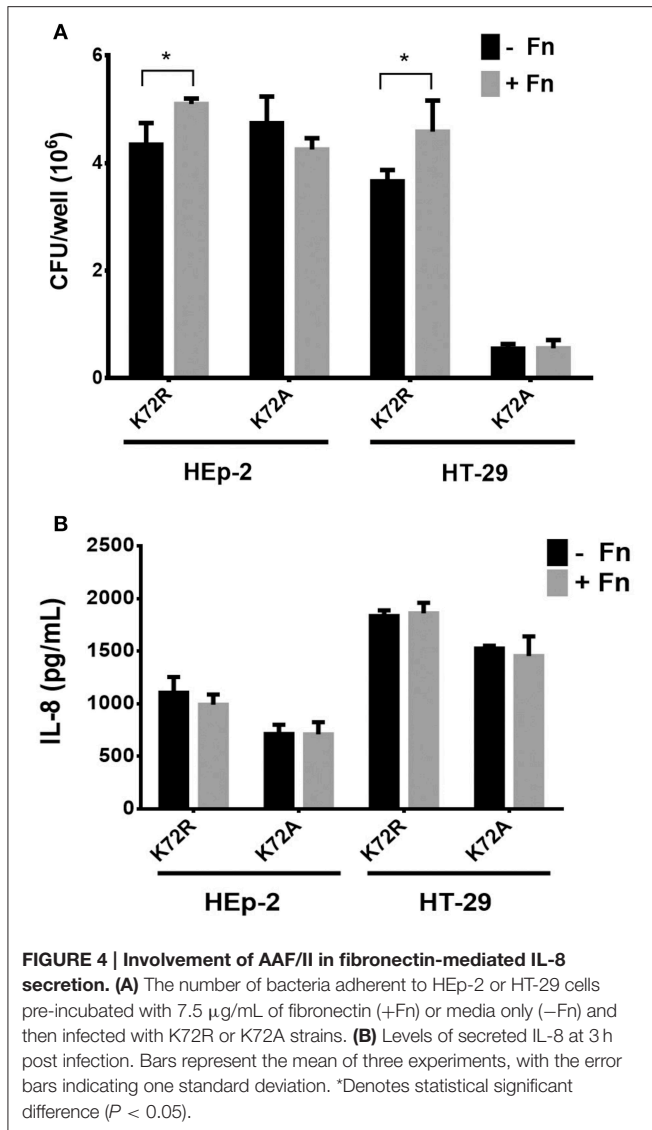 A
- Fn
+ Fn
*
*
6
4
2
0
CFU/well (10⁶)
K72R
K72A
K72R
K72A
HEp-2
HT-29
B
- Fn
+ Fn
2500
2000
1500
1000
500
0
IL-8 (pg/mL)
K72R
K72A
K72R
K72A
HEp-2
HT-29
FIGURE 4 | Involvement of AAF/II in fibronectin-mediated IL-8
secretion. (A) The number of bacteria adherent to HEp-2 or HT-29 cells
pre-incubated with 7.5 μg/mL of fibronectin (+Fn) or media only (−Fn) and
then infected with K72R or K72A strains. (B) Levels of secreted IL-8 at 3 h
post infection. Bars represent the mean of three experiments, with the error
bars indicating one standard deviation. *Denotes statistical significant
difference (P < 0.05).